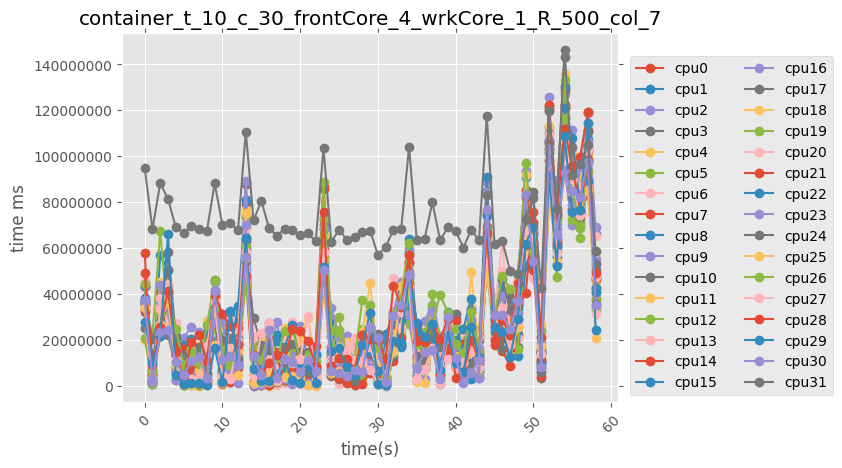 container_t_10_c_30_frontCore_4_wrkCore_1_R_500_col_7
time ms
140000000
120000000
100000000
80000000
60000000
40000000
20000000
0
0
10
20
30
40
50
60
time(s)
cpu0
cpu1
cpu2
cpu3
cpu4
cpu5
cpu6
cpu7
cpu8
cpu9
cpu10
cpu11
cpu12
cpu13
cpu14
cpu15
cpu16
cpu17
cpu18
cpu19
cpu20
cpu21
cpu22
cpu23
cpu24
cpu25
cpu26
cpu27
cpu28
cpu29
cpu30
cpu31